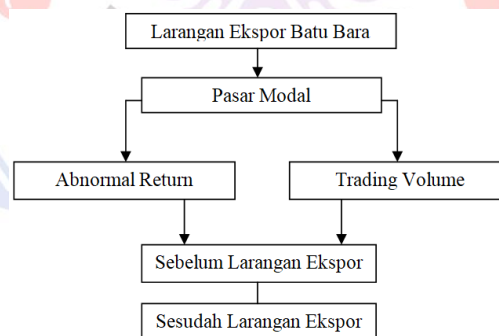 Larangan Ekspor Batu Bara
Pasar Modal
Abnormal Return
Trading Volume
Sebelum Larangan Ekspor
Sesudah Larangan Ekspor